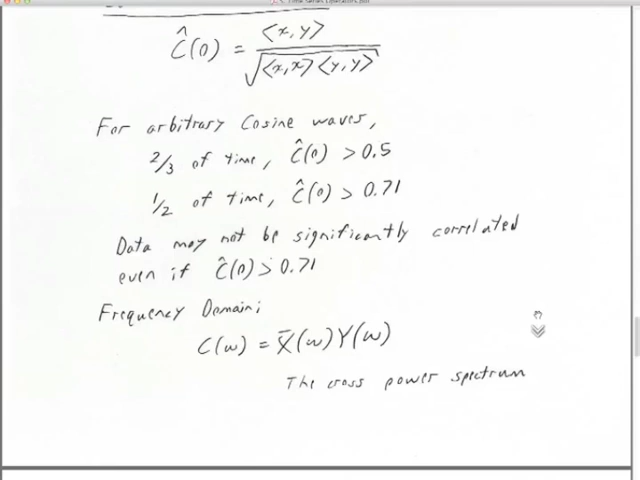 Ĉ(0) = <x,y> / √<x,x><y,y>
For arbitrary Cosine waves,
2/3 of time, Ĉ(0) > 0.5
1/2 of time, Ĉ(0) > 0.71
Data may not be significantly correlated
even if Ĉ(0) > 0.71
Frequency Domain;
C(ω) = X̄(ω)Y(ω)
The cross power spectrum